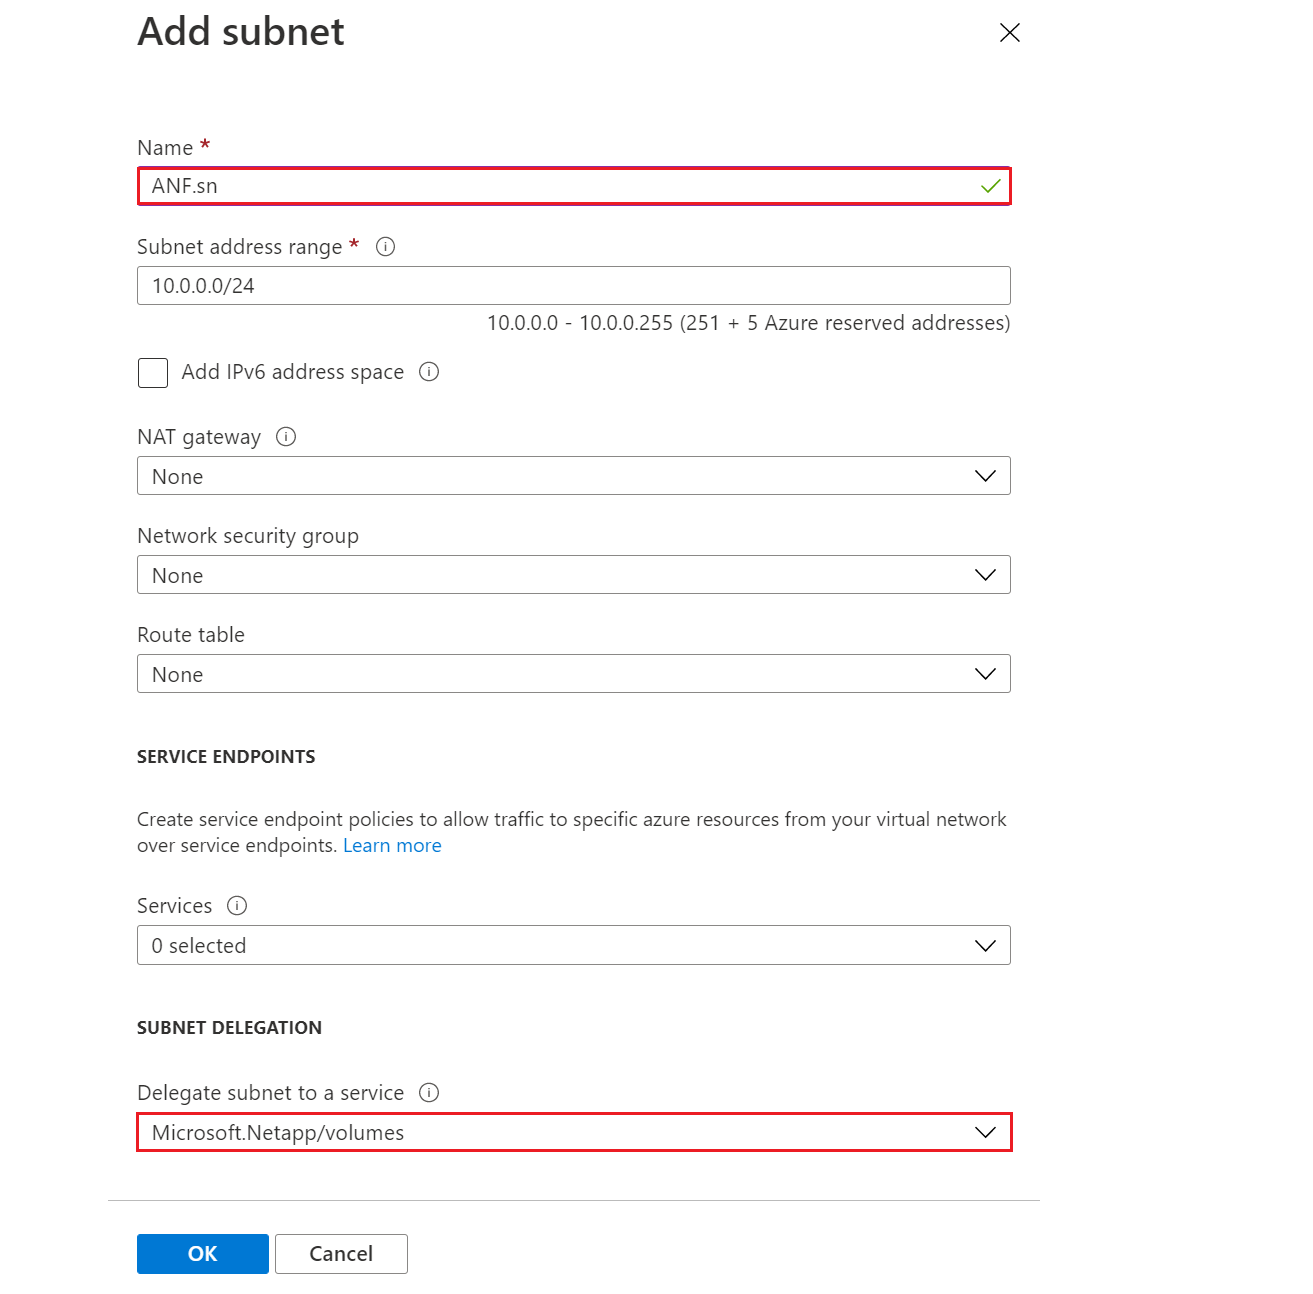 Add subnet
Name *
ANF.sn
Subnet address range *
10.0.0.0/24
10.0.0.0 - 10.0.0.255 (251 + 5 Azure reserved addresses)
Add IPv6 address space
NAT gateway
None
Network security group
None
Route table
None
SERVICE ENDPOINTS
Create service endpoint policies to allow traffic to specific azure resources from your virtual network
over service endpoints. Learn more
Services
0 selected
SUBNET DELEGATION
Delegate subnet to a service
Microsoft.Netapp/volumes
OK Cancel